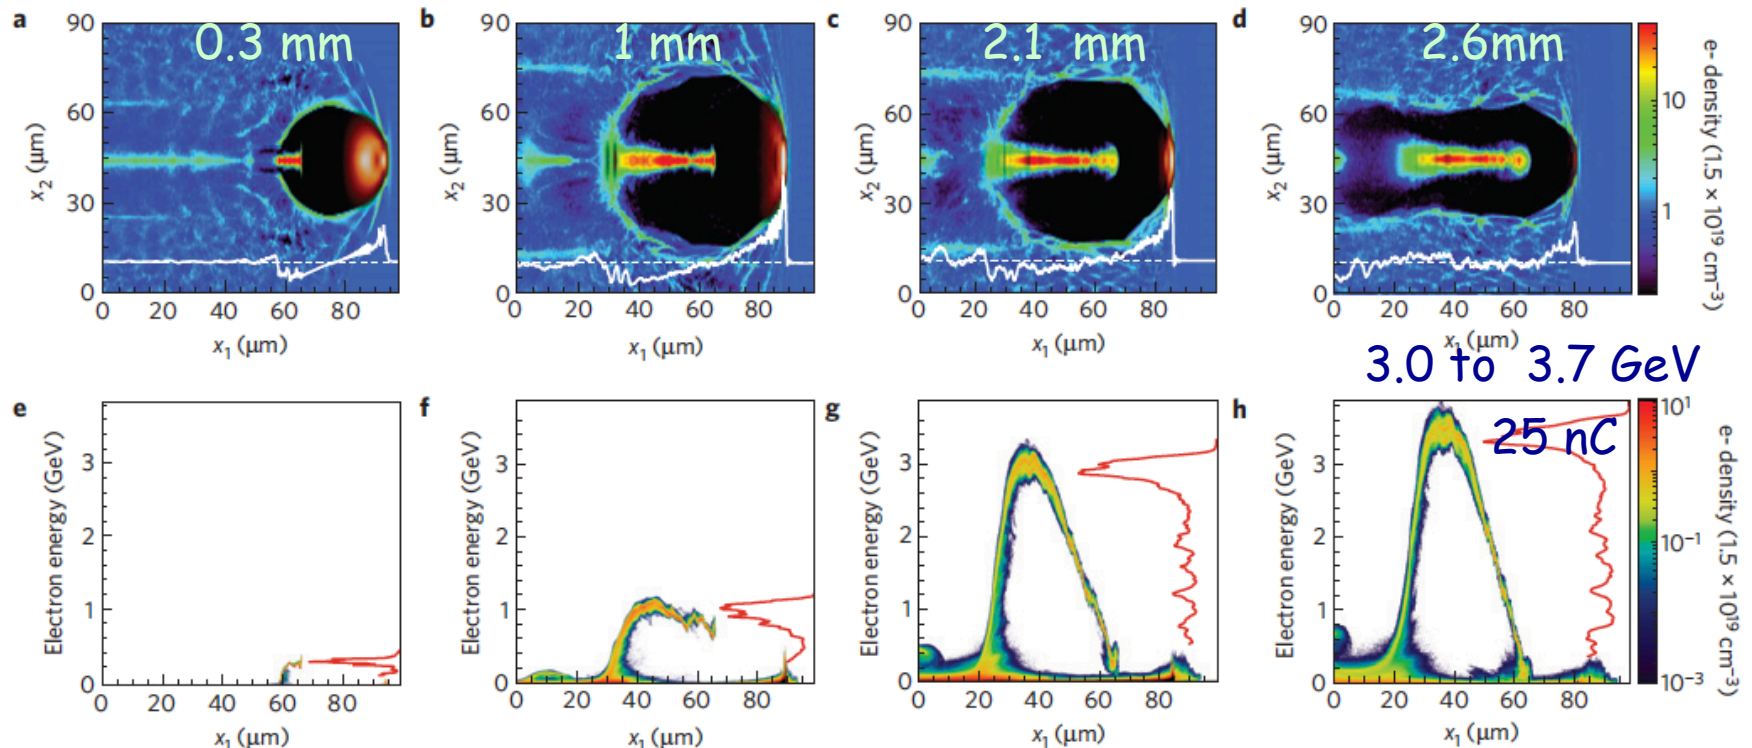 a
0.3 mm
90
60
30
0
x₂ (μm)
0 20 40 60 80
x₁ (μm)
b
1 mm
90
60
30
0
x₂ (μm)
0 20 40 60 80
x₁ (μm)
c
2.1 mm
90
60
30
0
x₂ (μm)
0 20 40 60 80
x₁ (μm)
d
2.6mm
90
60
30
0
x₂ (μm)
0 20 40 60 80
x₁ (μm)
10
1
e- density (1.5 × 10¹⁹ cm⁻³)
3.0 to 3.7 GeV
e
3
2
1
0
Electron energy (GeV)
0 20 40 60 80
x₁ (μm)
f
3
2
1
0
Electron energy (GeV)
0 20 40 60 80
x₁ (μm)
g
3
2
1
0
Electron energy (GeV)
0 20 40 60 80
x₁ (μm)
h
25 nC
3
2
1
0
Electron energy (GeV)
0 20 40 60 80
x₁ (μm)
10¹
10⁻¹
10⁻³
e- density (1.5 × 10¹⁹ cm⁻³)